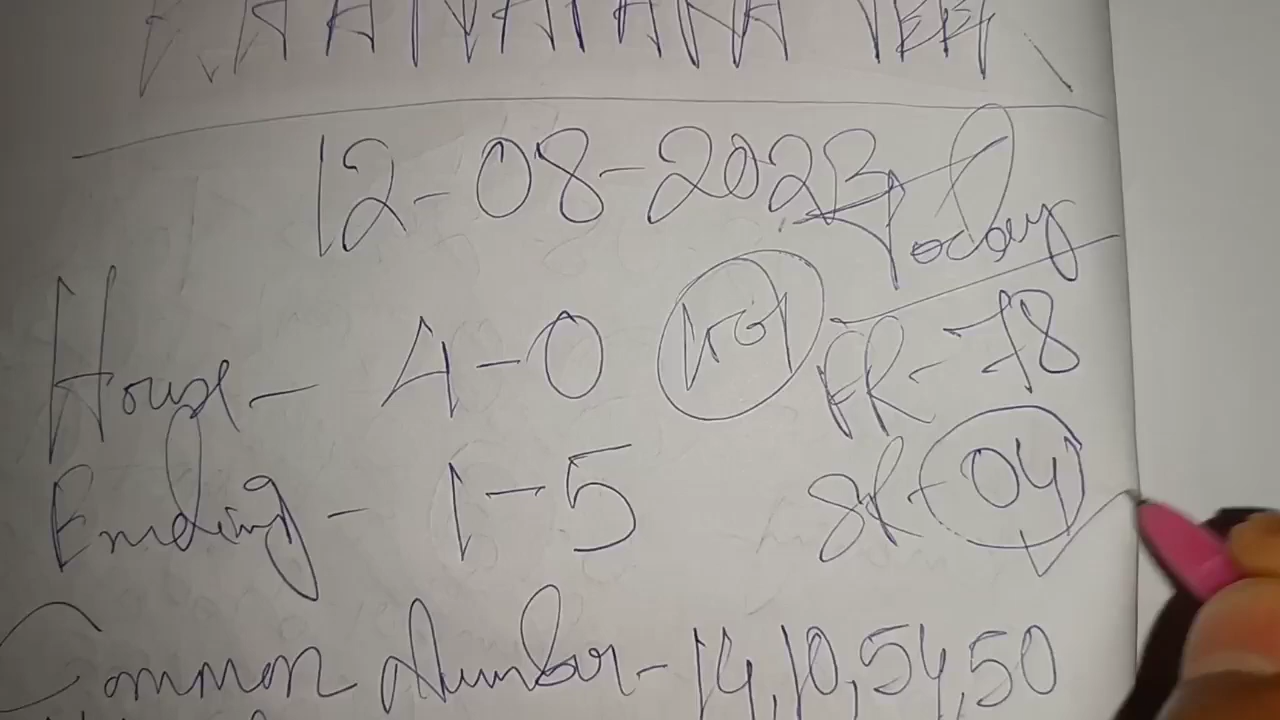 12-08-2023 Today
House - 4-0 FR - 78
Ending - 1-5 SR - 04
Common Number - 14, 10, 54, 50